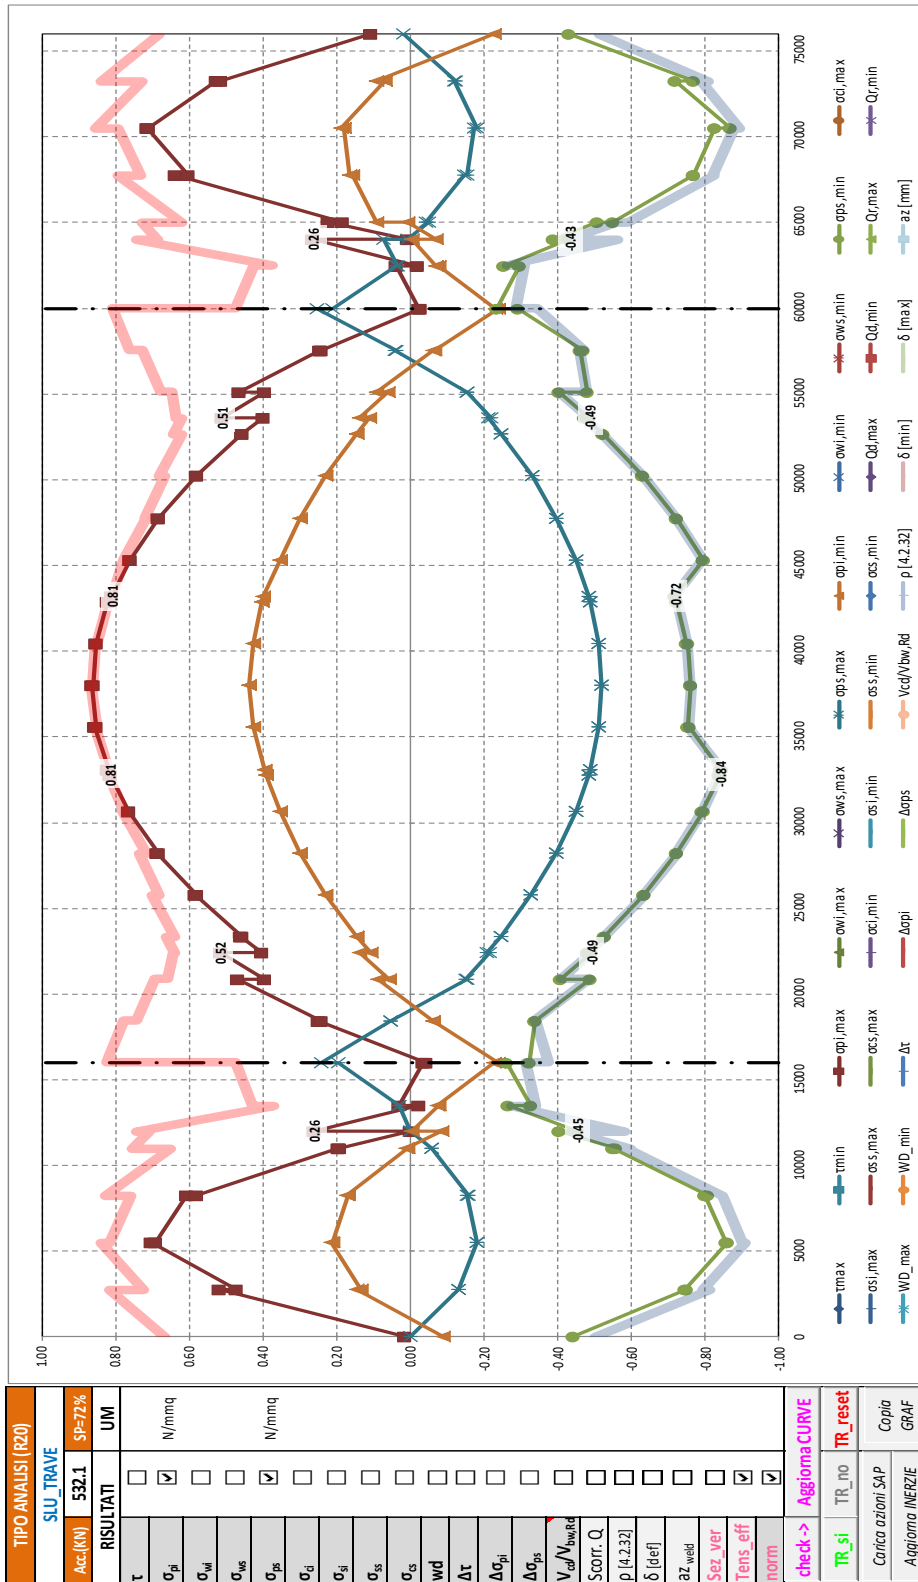 TIPO ANALISI (R20)
SLU_TRAVE
Acc.(KN) 532.1 SP=72%
RISULTATI UM
τ
σpi N/mmq
σwi
σws
σps N/mmq
σci
σsi
σss
σcs
wd
Δτ
Δσpi
Δσps
Vcd/Vbw,Rd
Scorr. Q
ρ [4.2.32]
δ [def]
az weld
Sez_ver
Tens_eff
norm
check -> Aggiorna CURVE
TR_si TR_no TR_reset
Carica azioni SAP Copia
Aggiorna INERZIE GRAF
1.00
0.80
0.60
0.40
0.20
0.00
-0.20
-0.40
-0.60
-0.80
-1.00
0
5000
10000
15000
20000
25000
30000
35000
40000
45000
50000
55000
60000
65000
70000
75000
0.26
0.52
0.81
0.81
0.51
0.26
-0.45
-0.49
-0.84
-0.72
-0.49
-0.43
τmax τmin σpi,max σwi,max σws,max σps,max σpi,min σwi,min σws,min σps,min σci,max
σsi,max σss,max σcs,max σci,min σsi,min σss,min σcs,min Qd,max Qd,min Qr,max Qr,min
WD_max WD_min Δτ Δσpi Δσps Vcd/Vbw,Rd ρ [4.2.32] δ [min] δ [max] az [mm]